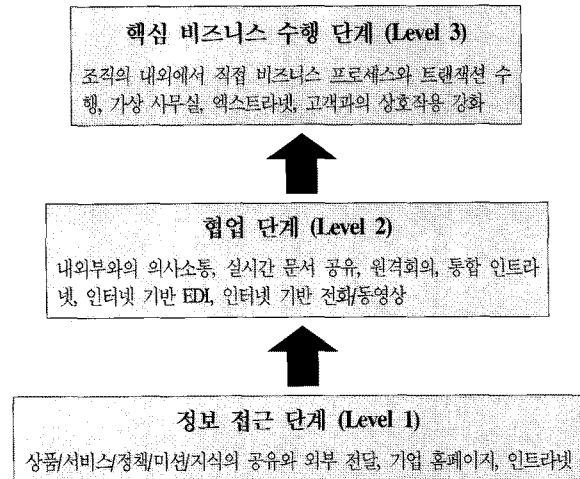 핵심 비즈니스 수행 단계 (Level 3)
조직의 내외에서 직접 비즈니스 프로세스와 트랜잭션 수
행, 가상 사무실, 엑스트라넷, 고객과의 상호작용 강화
협업 단계 (Level 2)
내외부와의 의사소통, 실시간 문서 공유, 원격회의, 통합 인트라
넷, 인터넷 기반 EDI, 인터넷 기반 전화/동영상
정보 접근 단계 (Level 1)
상품/서비스/정책/미션/지식의 공유와 외부 전달, 기업 홈페이지, 인트라넷